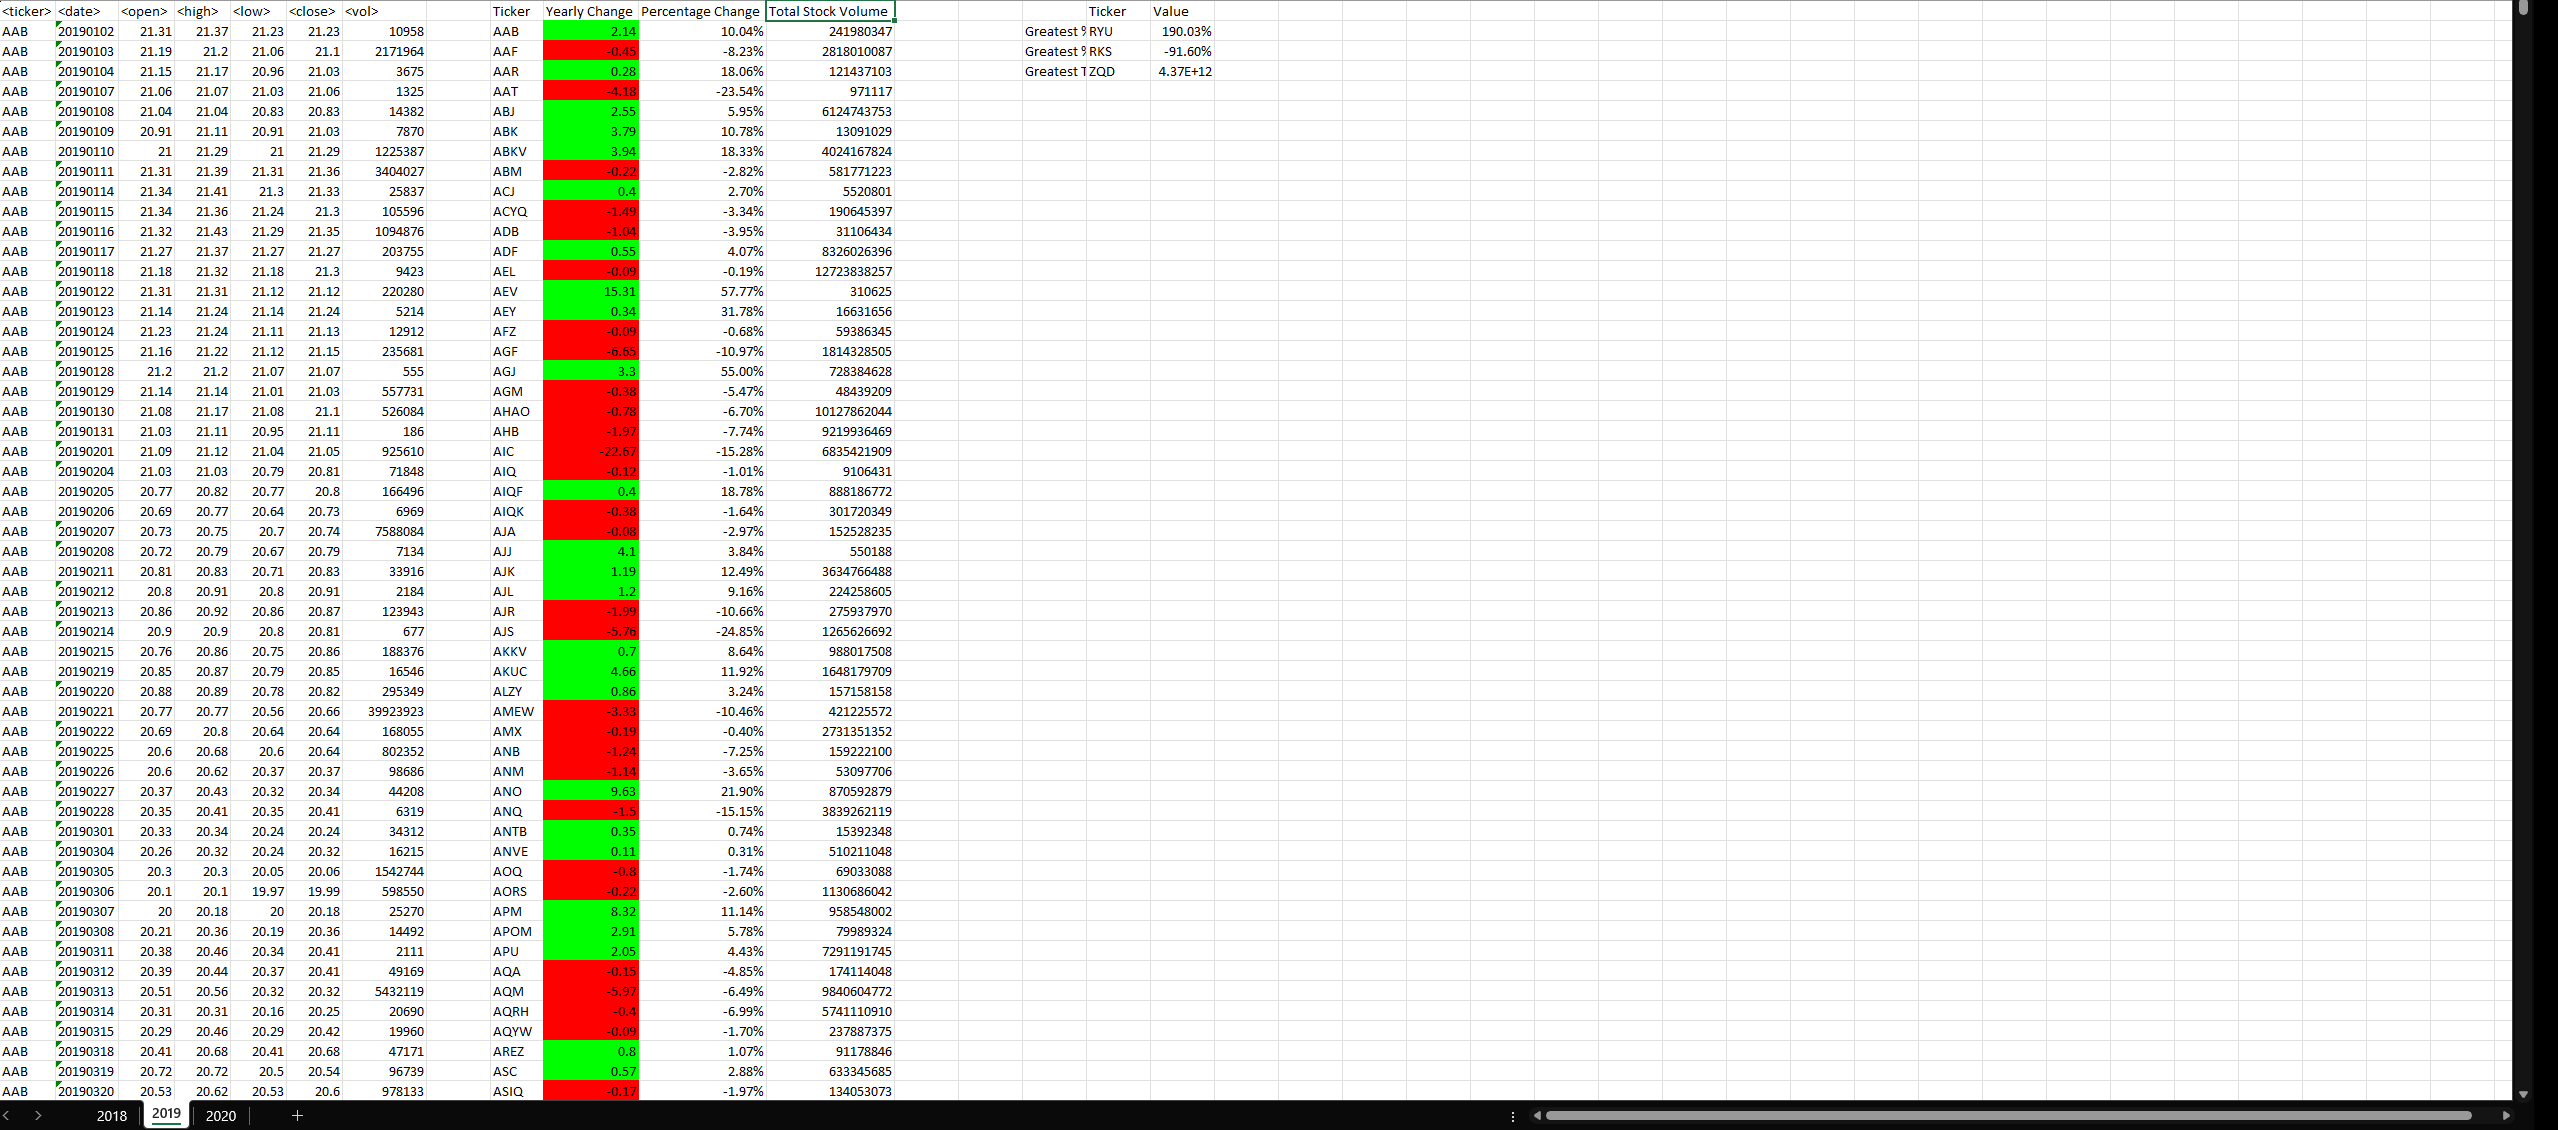 <ticker> <date> <open> <high> <low> <close> <vol> Ticker Yearly Change Percentage Change Total Stock Volume Ticker Value
AAB 20190102 21.31 21.37 21.23 21.23 10958 AAB 2.14 10.04% 241980347 Greatest % RYU 190.03%
AAB 20190103 21.19 21.2 21.06 21.1 2171964 AAF -0.45 -8.23% 2818010087 Greatest % RKS -91.60%
AAB 20190104 21.15 21.17 20.96 21.03 3675 AAR 0.28 18.06% 121437103 Greatest T ZQD 4.37E+12
AAB 20190107 21.06 21.07 21.03 21.06 1325 AAT -4.18 -23.54% 971117
AAB 20190108 21.04 21.04 20.83 20.83 14382 ABJ 2.55 5.95% 6124743753
AAB 20190109 20.91 21.11 20.91 21.03 7870 ABK 3.79 10.78% 13091029
AAB 20190110 21 21.29 21 21.29 1225387 ABKV 3.94 18.33% 4024167824
AAB 20190111 21.31 21.39 21.31 21.36 3404027 ABM -0.22 -2.82% 581771223
AAB 20190114 21.34 21.41 21.3 21.33 25837 ACJ 0.4 2.70% 5520801
AAB 20190115 21.34 21.36 21.24 21.3 105596 ACYQ -1.49 -3.34% 190645397
AAB 20190116 21.32 21.43 21.29 21.35 1094876 ADB -1.04 -3.95% 31106434
AAB 20190117 21.27 21.37 21.27 21.27 203755 ADF 0.55 4.07% 8326026396
AAB 20190118 21.18 21.32 21.18 21.3 9423 AEL -0.09 -0.19% 12723838257
AAB 20190122 21.31 21.31 21.12 21.12 220280 AEV 15.31 57.77% 310625
AAB 20190123 21.14 21.24 21.14 21.24 5214 AEY 0.34 31.78% 16631656
AAB 20190124 21.23 21.24 21.11 21.13 12912 AFZ -0.09 -0.68% 59386345
AAB 20190125 21.16 21.22 21.12 21.15 235681 AGF -6.65 -10.97% 1814328505
AAB 20190128 21.2 21.2 21.07 21.07 555 AGJ 3.3 55.00% 728384628
AAB 20190129 21.14 21.14 21.01 21.03 557731 AGM -0.38 -5.47% 48439209
AAB 20190130 21.08 21.17 21.08 21.1 526084 AHAO -0.78 -6.70% 10127862044
AAB 20190131 21.03 21.11 20.95 21.11 186 AHB -1.97 -7.74% 9219936469
AAB 20190201 21.09 21.12 21.04 21.05 925610 AIC -22.67 -15.28% 6835421909
AAB 20190204 21.03 21.03 20.79 20.81 71848 AIQ -0.12 -1.01% 9106431
AAB 20190205 20.77 20.82 20.77 20.8 166496 AIQF 0.4 18.78% 888186772
AAB 20190206 20.69 20.77 20.64 20.73 6969 AIQK -0.38 -1.64% 301720349
AAB 20190207 20.73 20.75 20.7 20.74 7588084 AJA -0.08 -2.97% 152528235
AAB 20190208 20.72 20.79 20.67 20.79 7134 AJJ 4.1 3.84% 550188
AAB 20190211 20.81 20.83 20.71 20.83 33916 AJK 1.19 12.49% 3634766488
AAB 20190212 20.8 20.91 20.8 20.91 2184 AJL 1.2 9.16% 224258605
AAB 20190213 20.86 20.92 20.86 20.87 123943 AJR -1.99 -10.66% 275937970
AAB 20190214 20.9 20.9 20.8 20.81 677 AJS -5.76 -24.85% 1265626692
AAB 20190215 20.76 20.86 20.75 20.86 188376 AKKV 0.7 8.64% 988017508
AAB 20190219 20.85 20.87 20.79 20.85 16546 AKUC 4.66 11.92% 1648179709
AAB 20190220 20.88 20.89 20.78 20.82 295349 ALZY 0.86 3.24% 157158158
AAB 20190221 20.77 20.77 20.56 20.66 39923923 AMEW -3.33 -10.46% 421225572
AAB 20190222 20.69 20.8 20.64 20.64 168055 AMX -0.19 -0.40% 2731351352
AAB 20190225 20.6 20.68 20.6 20.64 802352 ANB -1.24 -7.25% 159222100
AAB 20190226 20.6 20.62 20.37 20.37 98686 ANM -1.14 -3.65% 53097706
AAB 20190227 20.37 20.43 20.32 20.34 44208 ANO 9.63 21.90% 870592879
AAB 20190228 20.35 20.41 20.35 20.41 6319 ANQ -1.5 -15.15% 3839262119
AAB 20190301 20.33 20.34 20.24 20.24 34312 ANTB 0.35 0.74% 15392348
AAB 20190304 20.26 20.32 20.24 20.32 16215 ANVE 0.11 0.31% 510211048
AAB 20190305 20.3 20.3 20.05 20.06 1542744 AOQ -0.8 -1.74% 69033088
AAB 20190306 20.1 20.1 19.97 19.99 598550 AORS -0.22 -2.60% 1130686042
AAB 20190307 20 20.18 20 20.18 25270 APM 8.32 11.14% 958548002
AAB 20190308 20.21 20.36 20.19 20.36 14492 APOM 2.91 5.78% 79989324
AAB 20190311 20.38 20.46 20.34 20.41 2111 APU 2.05 4.43% 7291191745
AAB 20190312 20.39 20.44 20.37 20.41 49169 AQA -0.15 -4.85% 174114048
AAB 20190313 20.51 20.56 20.32 20.32 5432119 AQM -5.97 -6.49% 9840604772
AAB 20190314 20.31 20.31 20.16 20.25 20690 AQRH -0.4 -6.99% 5741110910
AAB 20190315 20.29 20.46 20.29 20.42 19960 AQYW -0.09 -1.70% 237887375
AAB 20190318 20.41 20.68 20.41 20.68 47171 AREZ 0.8 1.07% 91178846
AAB 20190319 20.72 20.72 20.5 20.54 96739 ASC 0.57 2.88% 633345685
AAB 20190320 20.53 20.62 20.53 20.6 978133 ASIQ -0.17 -1.97% 134053073
2018 2019 2020